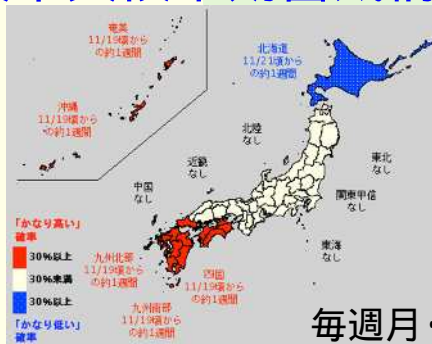 奄美
11/19頃から
の約1週間
北海道
11/21頃から
の約1週間
沖縄
11/19頃から
の約1週間
北陸
なし
近畿
なし
東北
なし
中国
なし
関東甲信
なし
東海
なし
「かなり高い」
確率
30%以上
30%未満
30%以上
「かなり低い」
確率
九州北部
11/19頃から
の約1週間
四国
11/19頃から
の約1週間
九州南部
11/19頃から
の約1週間
毎週月・